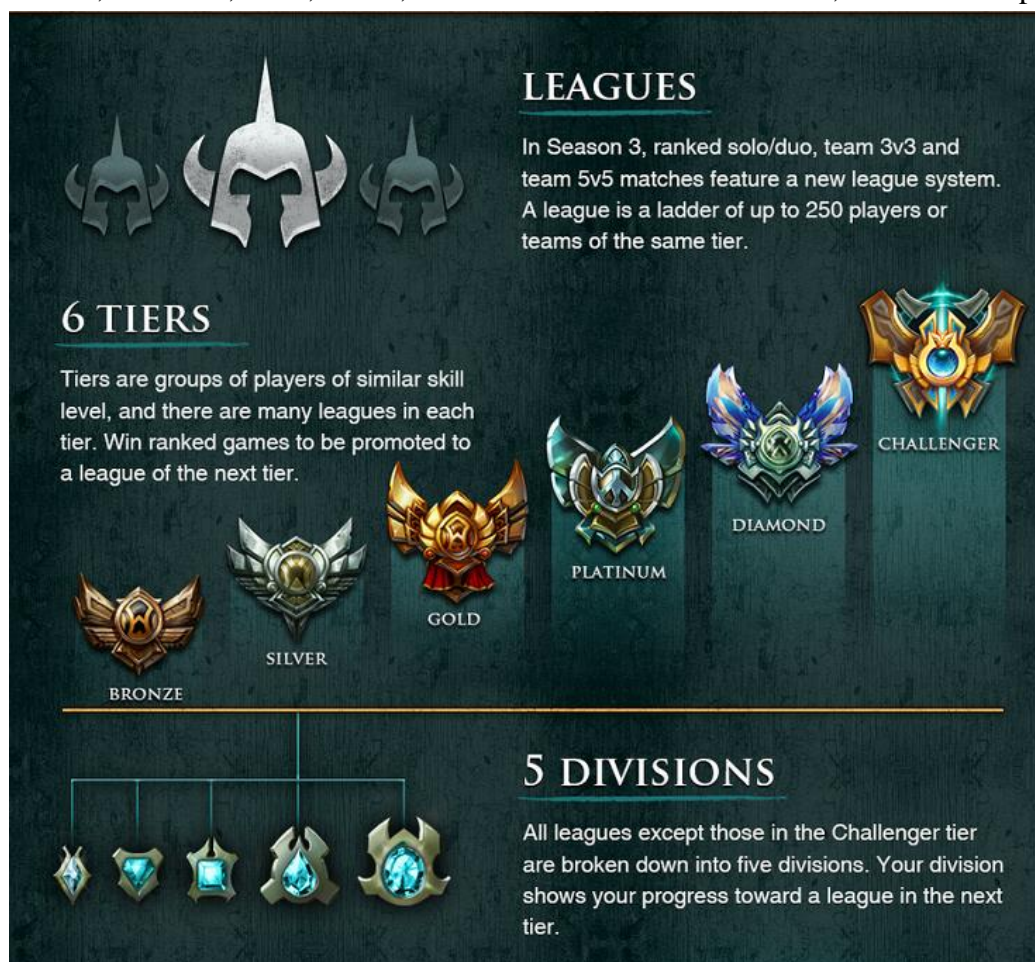 LEAGUES
In Season 3, ranked solo/duo, team 3v3 and
team 5v5 matches feature a new league system.
A league is a ladder of up to 250 players or
teams of the same tier.
6 TIERS
Tiers are groups of players of similar skill
level, and there are many leagues in each
tier. Win ranked games to be promoted to
a league of the next tier.
CHALLENGER
DIAMOND
PLATINUM
GOLD
SILVER
BRONZE
5 DIVISIONS
All leagues except those in the Challenger tier
are broken down into five divisions. Your division
shows your progress toward a league in the next
tier.